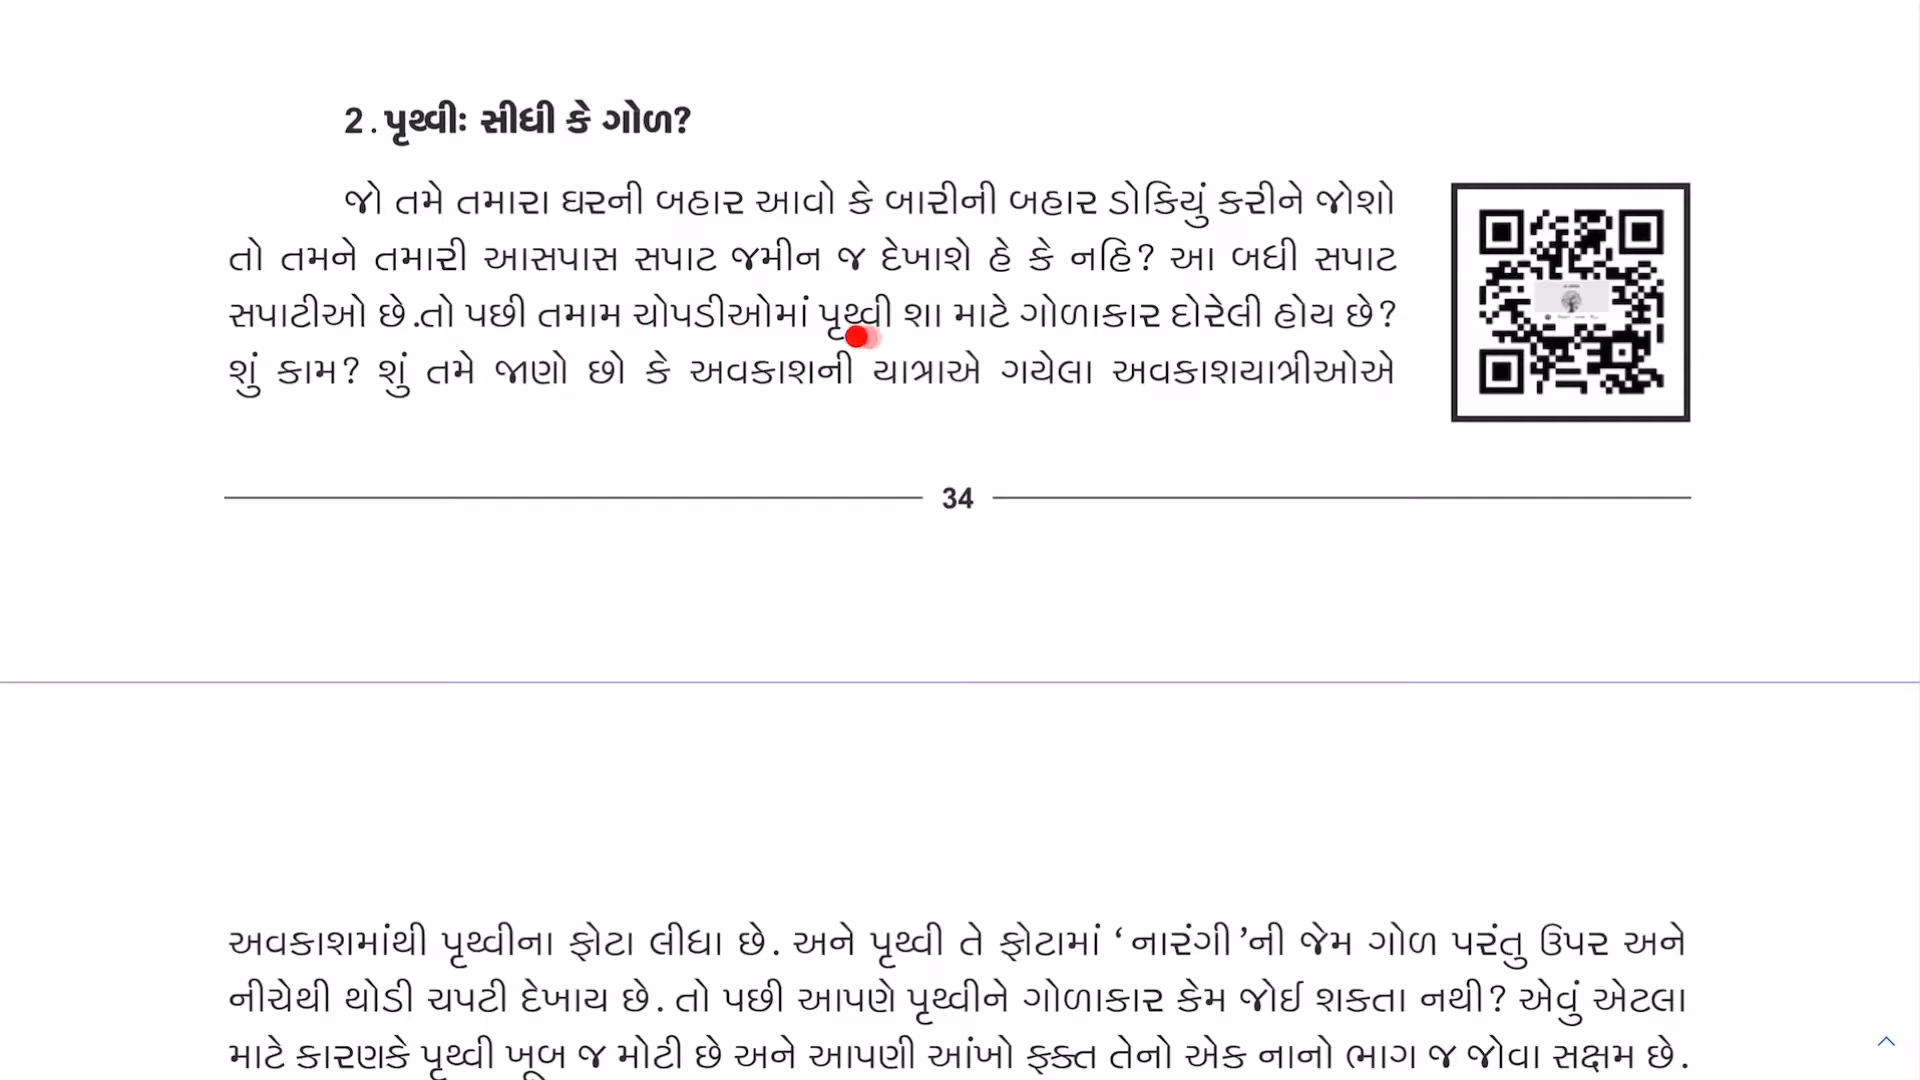 2.પૃથ્વીઃ સીધી કે ગોળ?
જો તમે તમારા ઘરની બહાર આવો કે બારીની બહાર ડોકિયું કરીને જોશો
તો તમને તમારી આસપાસ સપાટ જમીન જ દેખાશે હે કે નહિ? આ બધી સપાટ
સપાટીઓ છે.તો પછી તમામ ચોપડીઓમાં પૃથ્વી શા માટે ગોળાકાર દોરેલી હોય છે?
શું કામ? શું તમે જાણો છો કે અવકાશની યાત્રાએ ગયેલા અવકાશયાત્રીઓએ
34
અવકાશમાંથી પૃથ્વીના ફોટા લીધા છે. અને પૃથ્વી તે ફોટામાં ‘નારંગી’ની જેમ ગોળ પરંતુ ઉપર અને
નીચેથી થોડી ચપટી દેખાય છે. તો પછી આપણે પૃથ્વીને ગોળાકાર કેમ જોઈ શકતા નથી? એવું એટલા
માટે કારણકે પૃથ્વી ખૂબ જ મોટી છે અને આપણી આંખો ફક્ત તેનો એક નાનો ભાગ જ જોવા સક્ષમ છે.